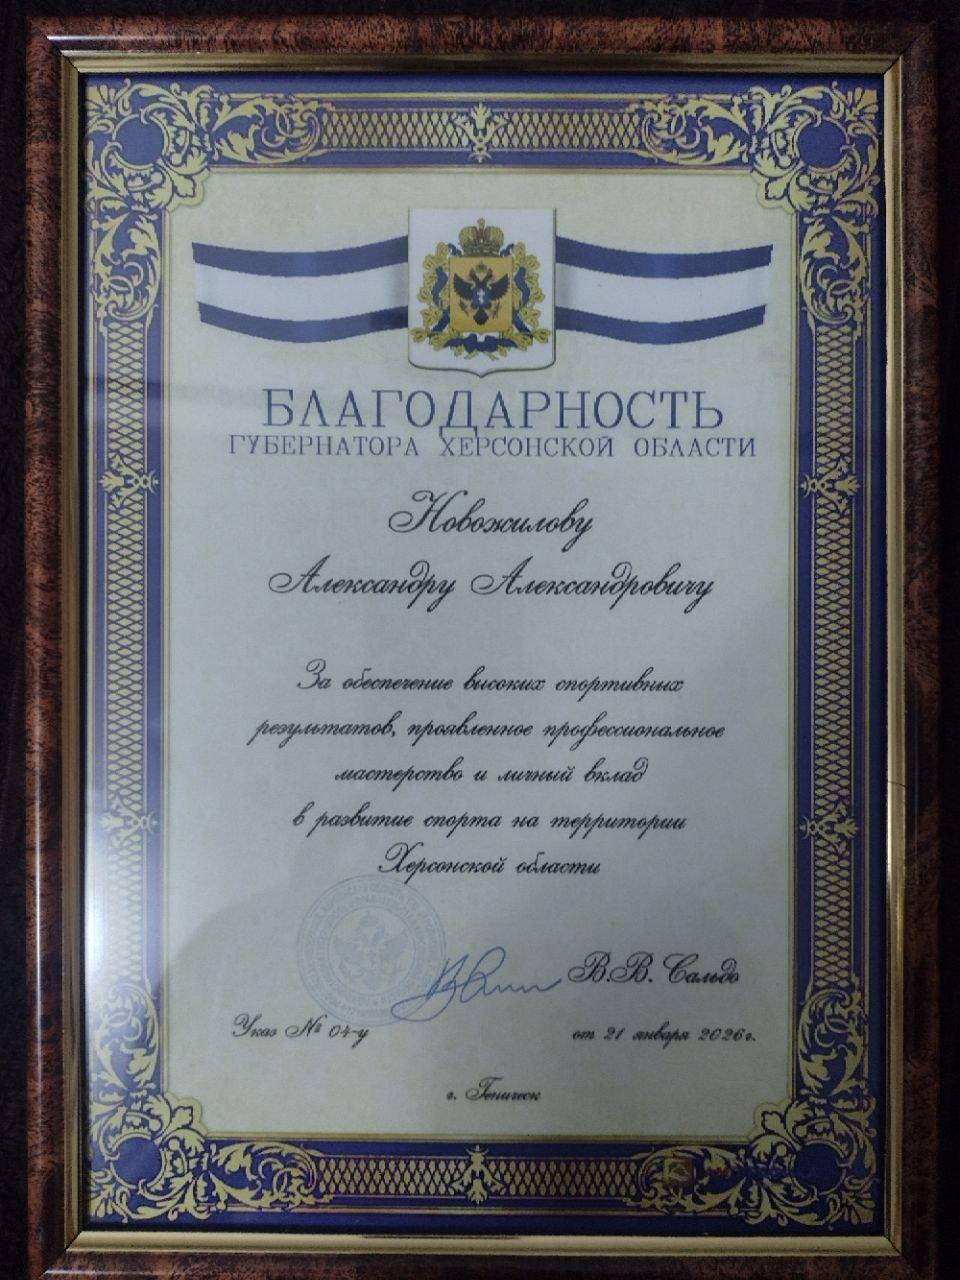 БЛАГОДАРНОСТЬ
ГУБЕРНАТОРА ХЕРСОНСКОЙ ОБЛАСТИ
Новожилову
Александру Александровичу
За обеспечение высоких спортивных
результатов, проявленное профессиональное
мастерство и личный вклад
в развитие спорта на территории
Херсонской области
В.В. Сальдо
Указ № 04-у от 21 января 2026г.
г. Геническ